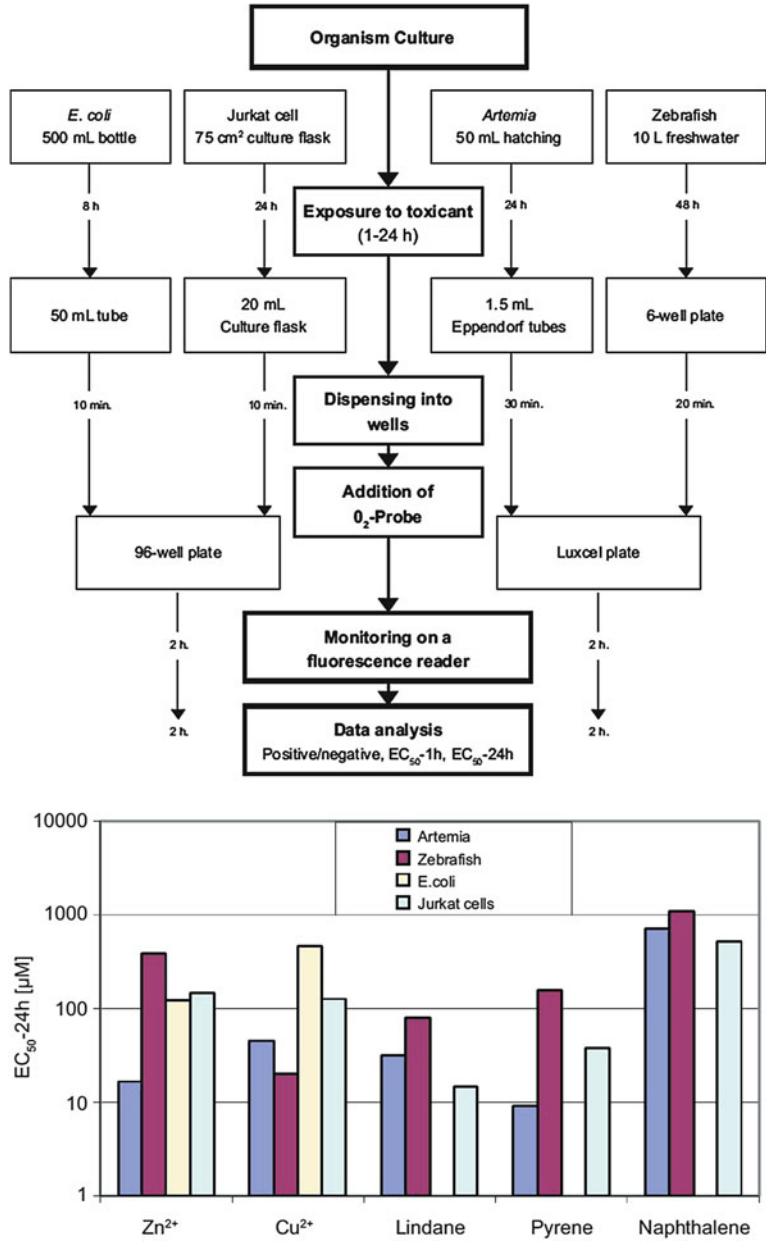 Organism Culture
E. coli
500 mL bottle
Jurkat cell
75 cm² culture flask
Artemia
50 mL hatching
Zebrafish
10 L freshwater
8 h
24 h
Exposure to toxicant
(1-24 h)
24 h
48 h
50 mL tube
20 mL
Culture flask
1.5 mL
Eppendorf tubes
6-well plate
10 min.
10 min.
Dispensing into
wells
30 min.
20 min.
Addition of
0₂-Probe
96-well plate
Luxcel plate
2 h.
Monitoring on a
fluorescence reader
2 h.
2 h.
Data analysis
Positive/negative, EC₅₀-1h, EC₅₀-24h
2 h.
10000
1000
100
10
1
EC₅₀-24h [µM]
Artemia
Zebrafish
E.coli
Jurkat cells
Zn²⁺
Cu²⁺
Lindane
Pyrene
Naphthalene